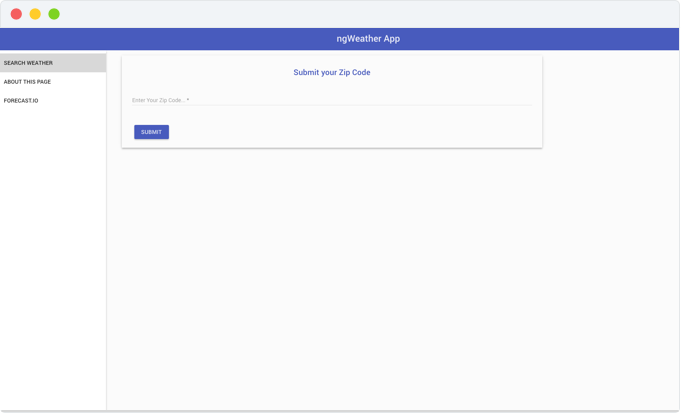 ngWeather App
SEARCH WEATHER
ABOUT THIS PAGE
FORECAST.IO
Submit your Zip Code
Enter Your Zip Code... *
SUBMIT